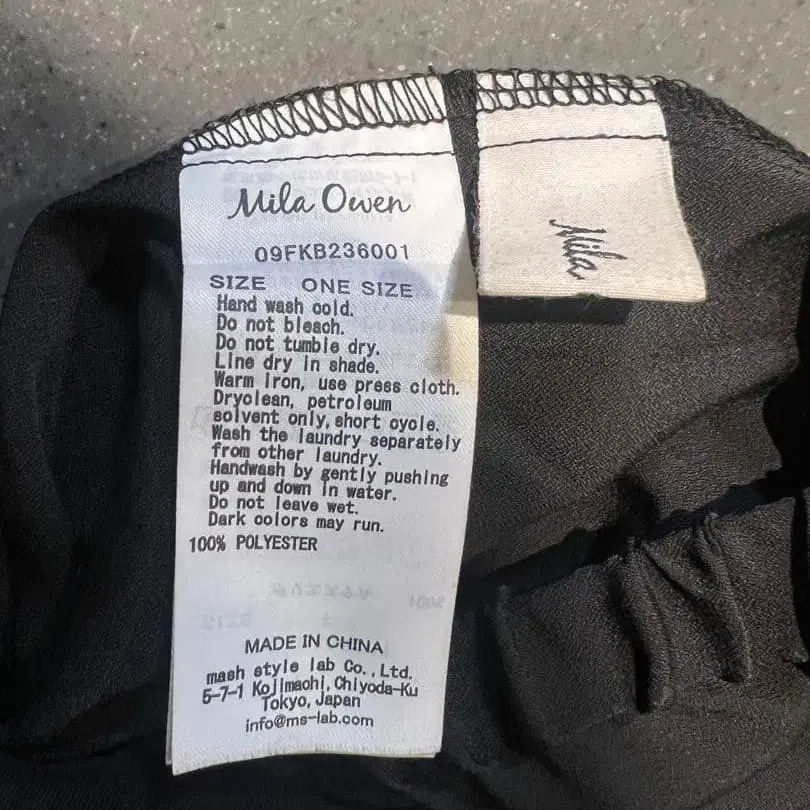 Mila Owen
09FKB236001
SIZE ONE SIZE
Hand wash cold.
Do not bleach.
Do not tumble dry.
Line dry in shade.
Warm iron, use press cloth.
Dryclean, petroleum
solvent only, short cycle.
Wash the laundry separately
from other laundry.
Handwash by gently pushing
up and down in water.
Do not leave wet.
Dark colors may run.
100% POLYESTER
MADE IN CHINA
mash style lab Co., Ltd.
5-7-1 Kojimachi, Chiyoda-Ku
Tokyo, Japan
info@ms-lab.com
Mila